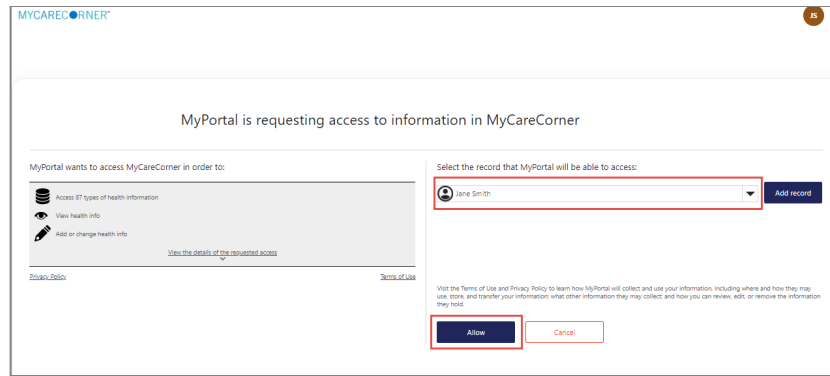 MYCARECORNER™
JS
MyPortal is requesting access to information in MyCareCorner
MyPortal wants to access MyCareCorner in order to:
Access 87 types of health information
View health info
Add or change health info
View the details of the requested access
Privacy Policy
Terms of Use
Select the record that MyPortal will be able to access:
Jane Smith
Add record
Visit the Terms of Use and Privacy Policy to learn how MyPortal will collect and use your information, including where and how they may
use, store, and transfer your information; what other information they may collect; and how you can review, edit, or remove the information
they hold.
Allow
Cancel